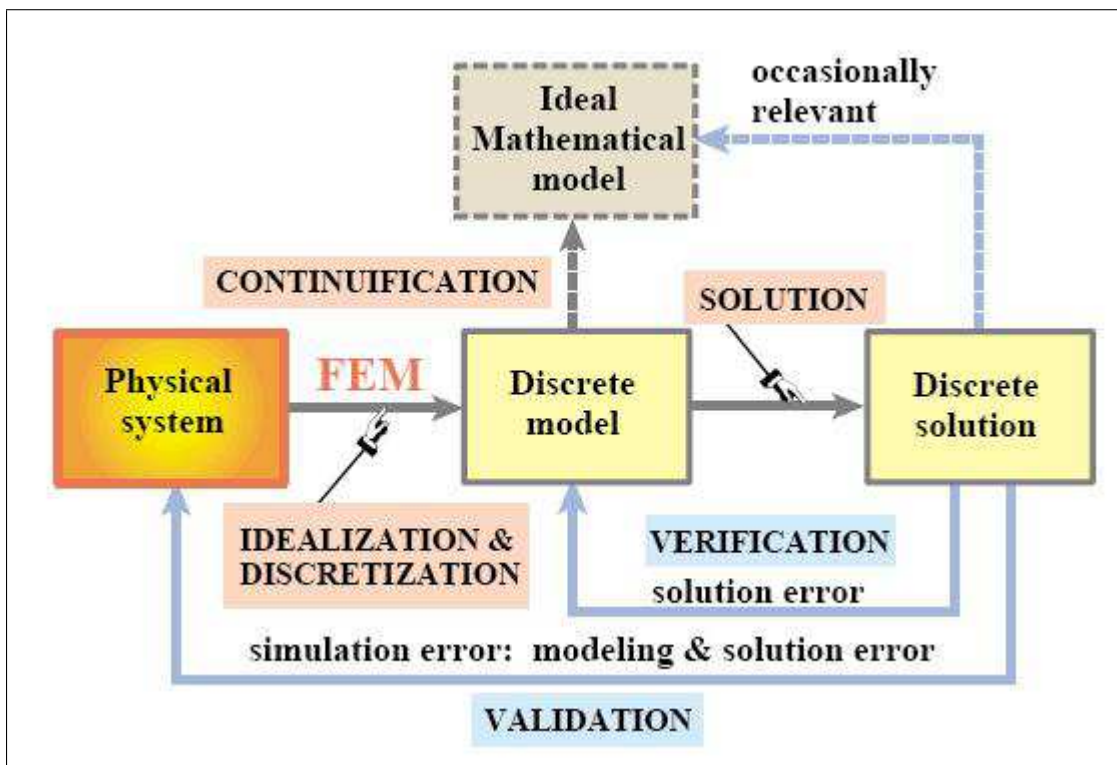 occasionally
relevant
Ideal
Mathematical
model
CONTINUIFICATION
SOLUTION
Physical
system
FEM
Discrete
model
Discrete
solution
IDEALIZATION &
DISCRETIZATION
VERIFICATION
solution error
simulation error: modeling & solution error
VALIDATION